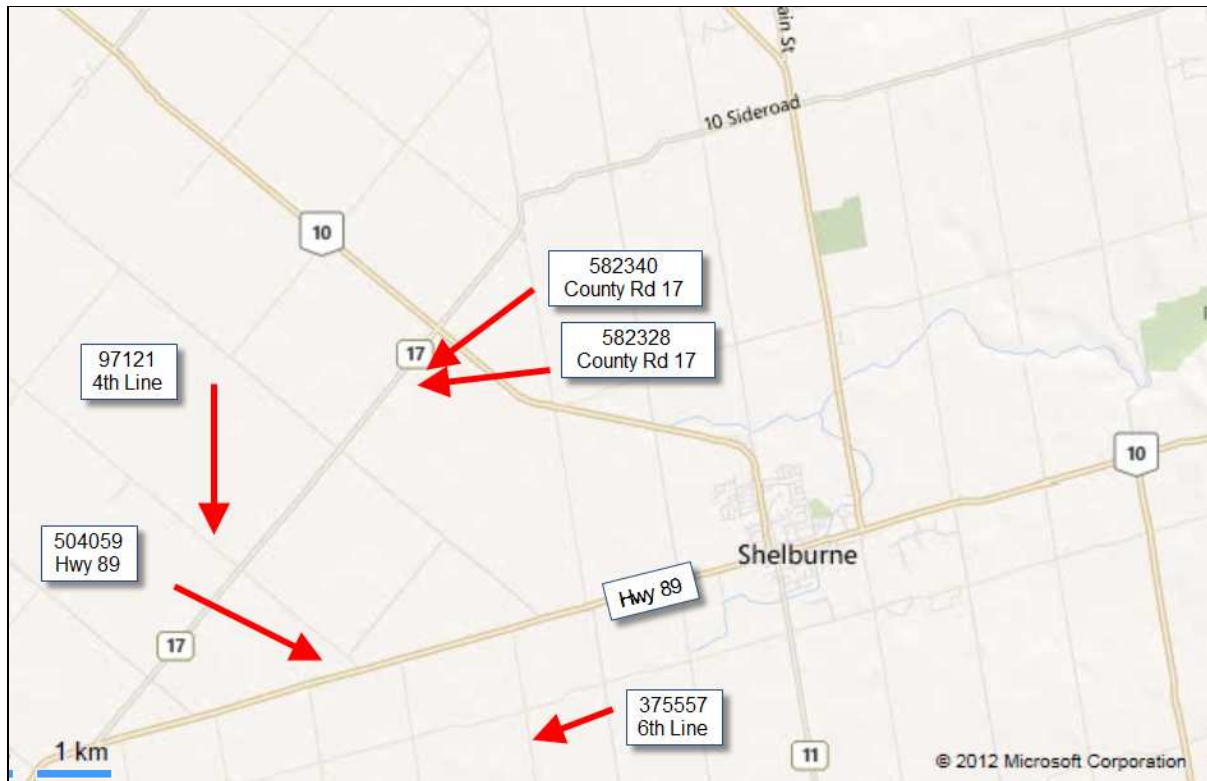 ain St
10 Sideroad
10
582340
County Rd 17
582328
County Rd 17
17
97121
4th Line
10
504059
Hwy 89
Shelburne
Hwy 89
17
375557
6th Line
1 km
11
© 2012 Microsoft Corporation